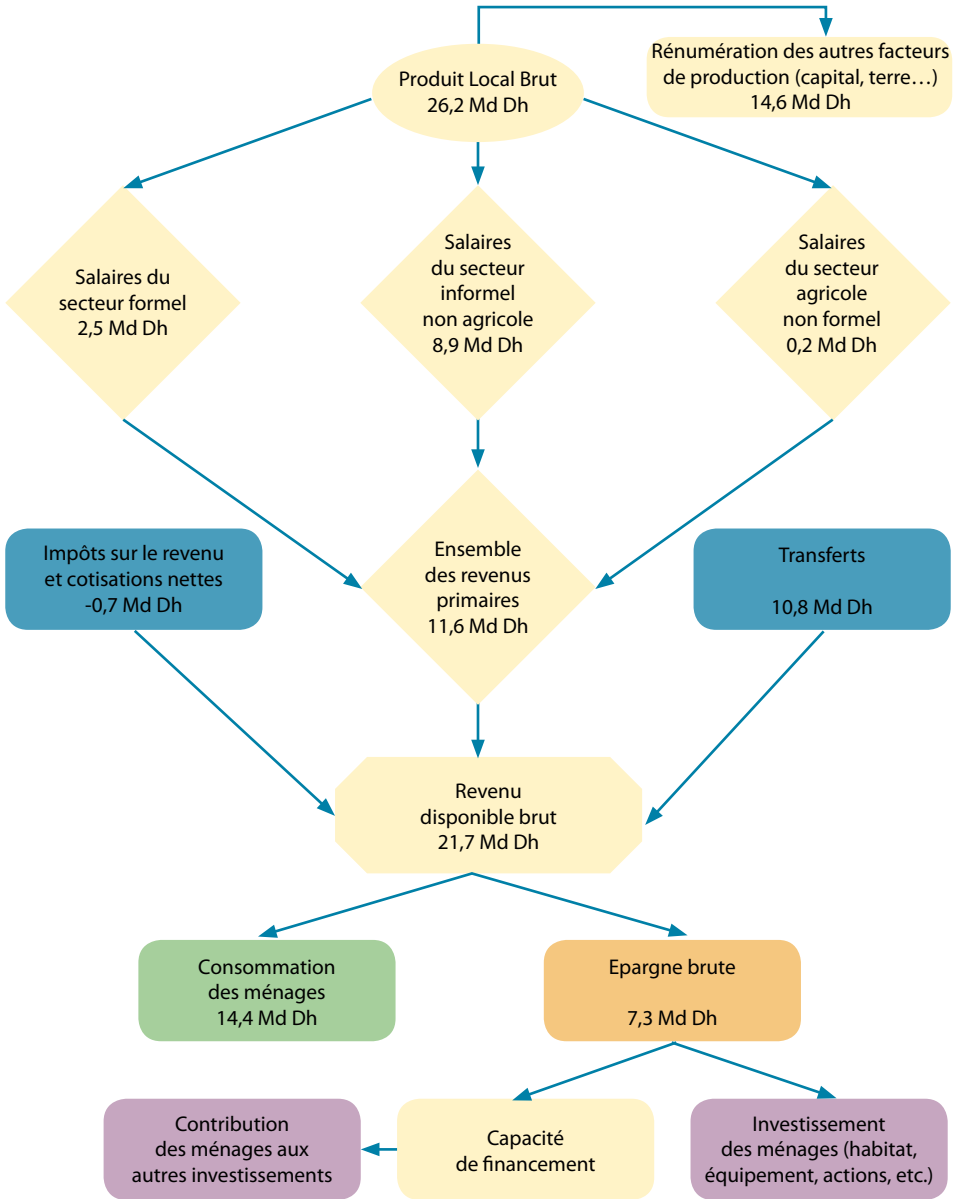 Produit Local Brut
26,2 Md Dh
Rénumération des autres facteurs
de production (capital, terre…)
14,6 Md Dh
Salaires du
secteur formel
2,5 Md Dh
Salaires
du secteur
informel
non agricole
8,9 Md Dh
Salaires
du secteur
agricole
non formel
0,2 Md Dh
Impôts sur le revenu
et cotisations nettes
-0,7 Md Dh
Ensemble
des revenus
primaires
11,6 Md Dh
Transferts
10,8 Md Dh
Revenu
disponible brut
21,7 Md Dh
Consommation
des ménages
14,4 Md Dh
Epargne brute
7,3 Md Dh
Contribution
des ménages aux
autres investissements
Capacité
de financement
Investissement
des ménages (habitat,
équipement, actions, etc.)